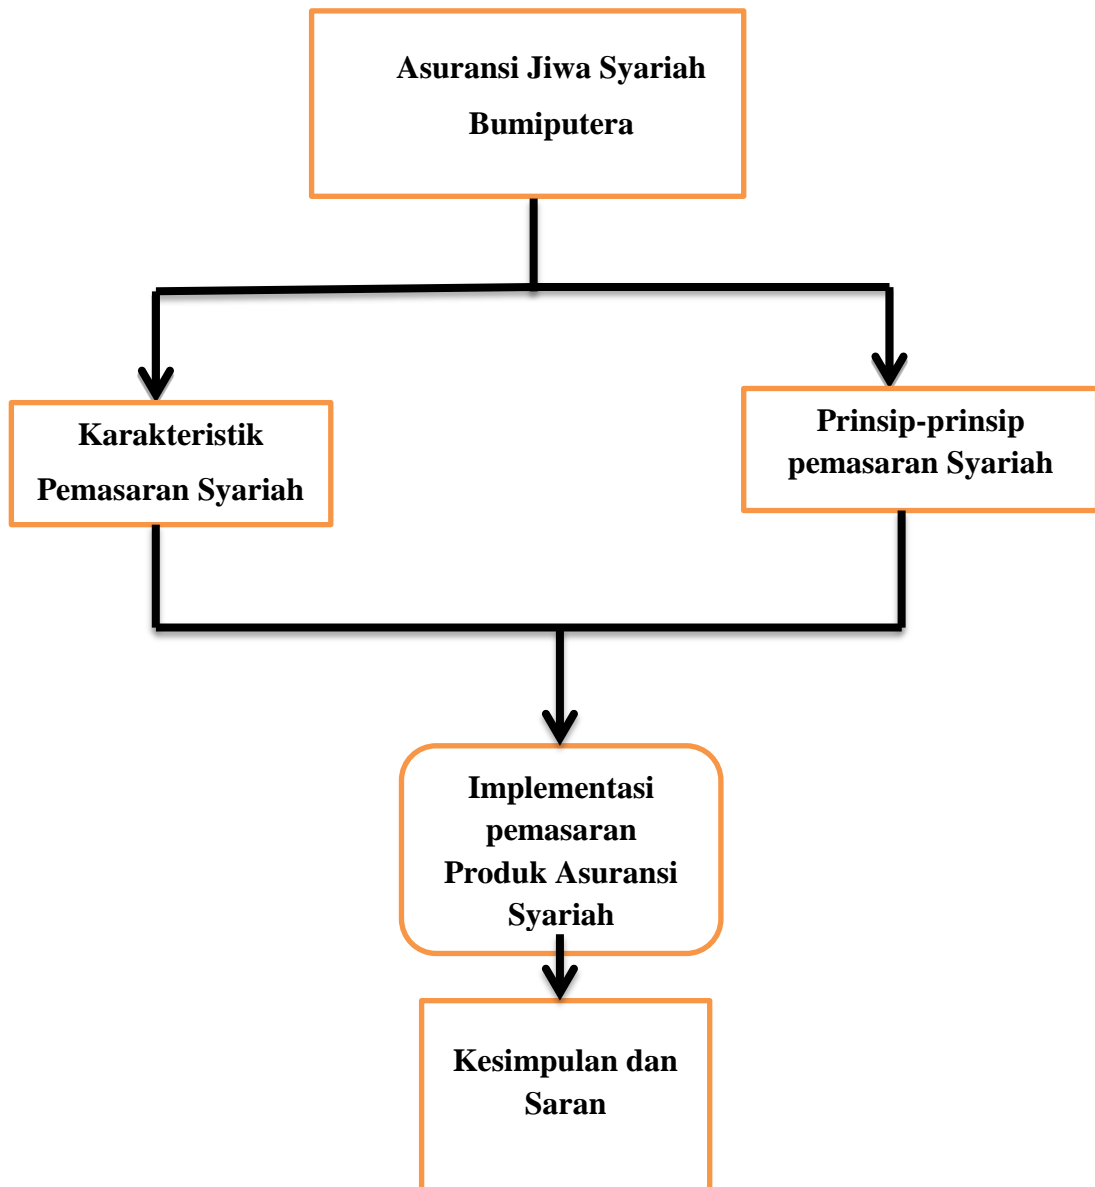 Asuransi Jiwa Syariah
Bumiputera
Karakteristik
Pemasaran Syariah
Prinsip-prinsip
pemasaran Syariah
Implementasi
pemasaran
Produk Asuransi
Syariah
Kesimpulan dan
Saran